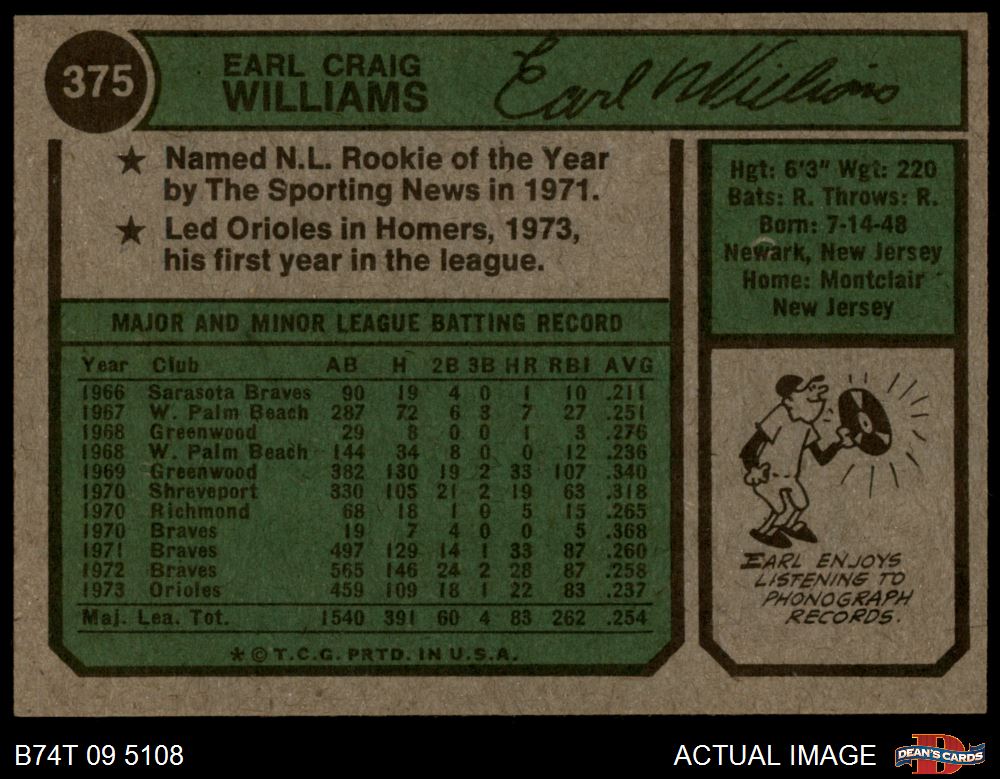 375
EARL CRAIG
WILLIAMS
Earl Williams
★ Named N.L. Rookie of the Year
by The Sporting News in 1971.
★ Led Orioles in Homers, 1973,
his first year in the league.
Hgt: 6'3" Wgt: 220
Bats: R. Throws: R.
Born: 7-14-48
Newark, New Jersey
Home: Montclair
New Jersey
MAJOR AND MINOR LEAGUE BATTING RECORD
Year Club AB H 2B 3B HR RBI AVG
1966 Sarasota Braves 90 19 4 0 1 10 .211
1967 W. Palm Beach 287 72 6 3 7 27 .251
1968 Greenwood 29 8 0 0 1 3 .276
1968 W. Palm Beach 144 34 8 0 0 12 .236
1969 Greenwood 382 130 19 2 33 107 .340
1970 Shreveport 330 105 21 2 19 63 .318
1970 Richmond 68 18 1 0 5 15 .265
1970 Braves 19 7 4 0 0 5 .368
1971 Braves 497 129 14 1 33 87 .260
1972 Braves 565 146 24 2 28 87 .258
1973 Orioles 459 109 18 1 22 83 .237
Maj. Lea. Tot. 1540 391 60 4 83 262 .254
* © T.C.G. PRTD. IN U.S.A.
EARL ENJOYS
LISTENING TO
PHONOGRAPH
RECORDS.
B74T 09 5108
ACTUAL IMAGE
DEAN'S CARDS